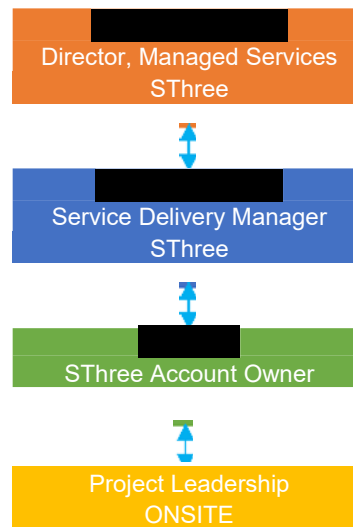 Director, Managed Services
SThree
Service Delivery Manager
SThree
SThree Account Owner
Project Leadership
ONSITE